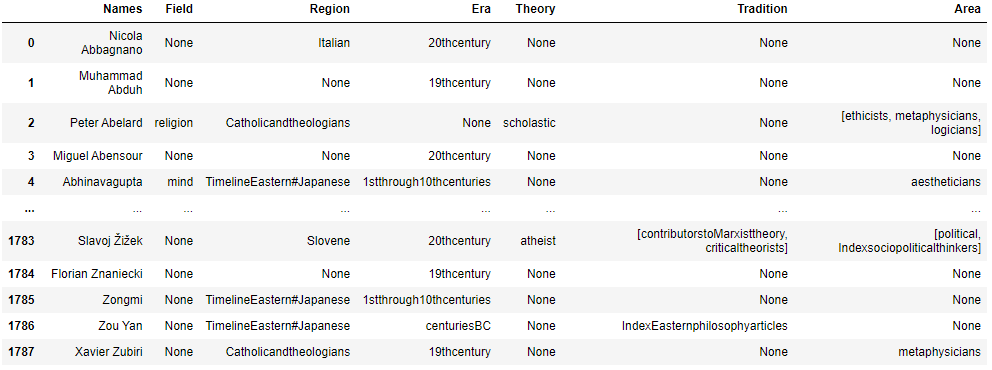 Names Field Region Era Theory Tradition Area
0 Nicola Abbagnano None Italian 20thcentury None None None
1 Muhammad Abduh None None 19thcentury None None None
2 Peter Abelard religion Catholicandtheologians None scholastic None [ethicists, metaphysicians, logicians]
3 Miguel Abensour None None 20thcentury None None None
4 Abhinavagupta mind TimelineEastern#Japanese 1stthrough10thcenturies None None aestheticians
... ... ... ... ... ... ... ...
1783 Slavoj Žižek None Slovene 20thcentury atheist [contributorstoMarxisttheory, criticaltheorists] [political, Indexsociopoliticalthinkers]
1784 Florian Znaniecki None None 19thcentury None None None
1785 Zongmi None TimelineEastern#Japanese 1stthrough10thcenturies None None None
1786 Zou Yan None TimelineEastern#Japanese centuriesBC None IndexEasternphilosophyarticles None
1787 Xavier Zubiri None Catholicandtheologians 19thcentury None None metaphysicians